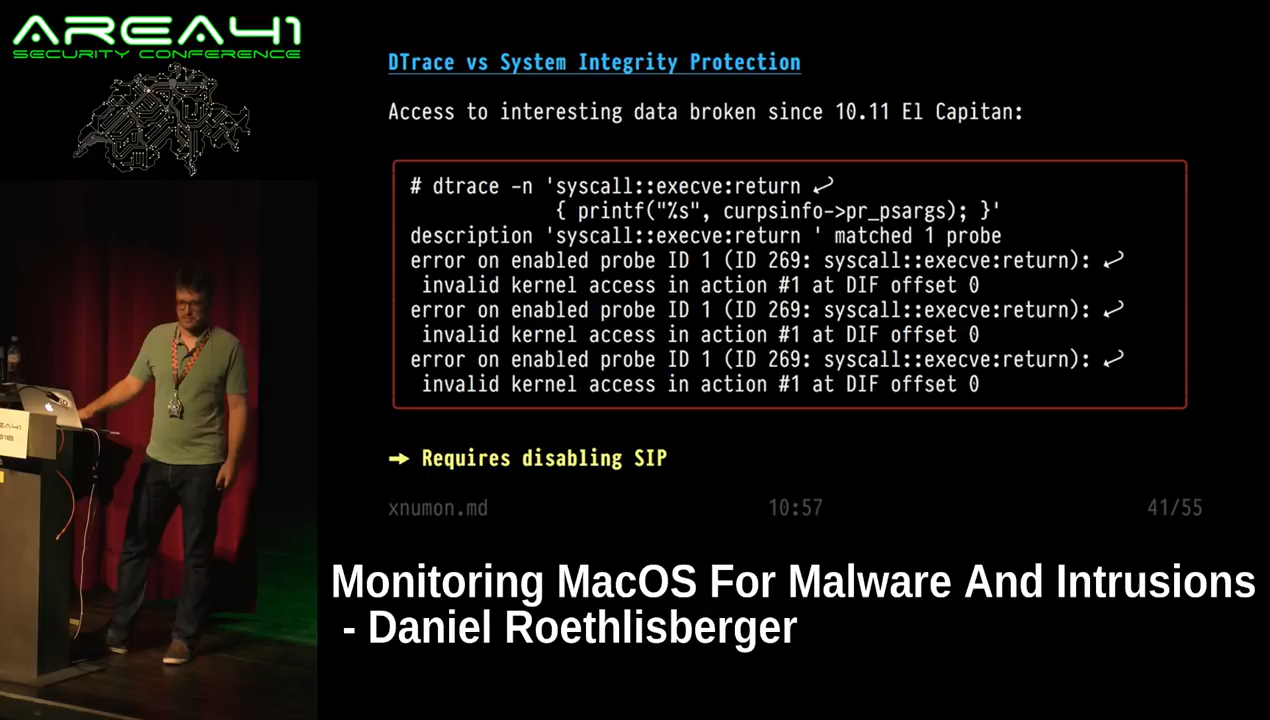 AREA41
SECURITY CONFERENCE
DTrace vs System Integrity Protection
Access to interesting data broken since 10.11 El Capitan:
# dtrace -n 'syscall::execve:return ⤶
{ printf("%s", curpsinfo->pr_psargs); }'
description 'syscall::execve:return ' matched 1 probe
error on enabled probe ID 1 (ID 269: syscall::execve:return): ⤶
invalid kernel access in action #1 at DIF offset 0
error on enabled probe ID 1 (ID 269: syscall::execve:return): ⤶
invalid kernel access in action #1 at DIF offset 0
error on enabled probe ID 1 (ID 269: syscall::execve:return): ⤶
invalid kernel access in action #1 at DIF offset 0
→ Requires disabling SIP
xnumon.md 10:57 41/55
Monitoring MacOS For Malware And Intrusions
- Daniel Roethlisberger